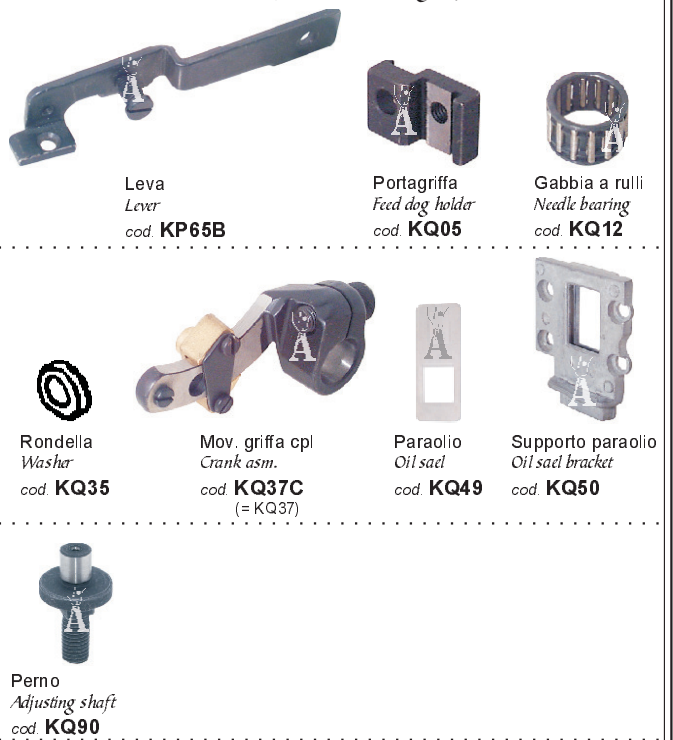 Leva
Lever
cod. KP65B
Portagriffa
Feed dog holder
cod. KQ05
Gabbia a rulli
Needle bearing
cod. KQ12
Rondella
Washer
cod. KQ35
Mov. griffa cpl
Crank asm.
cod. KQ37C
(= KQ37)
Paraolio
Oil sael
cod. KQ49
Supporto paraolio
Oil sael bracket
cod. KQ50
Perno
Adjusting shaft
cod. KQ90